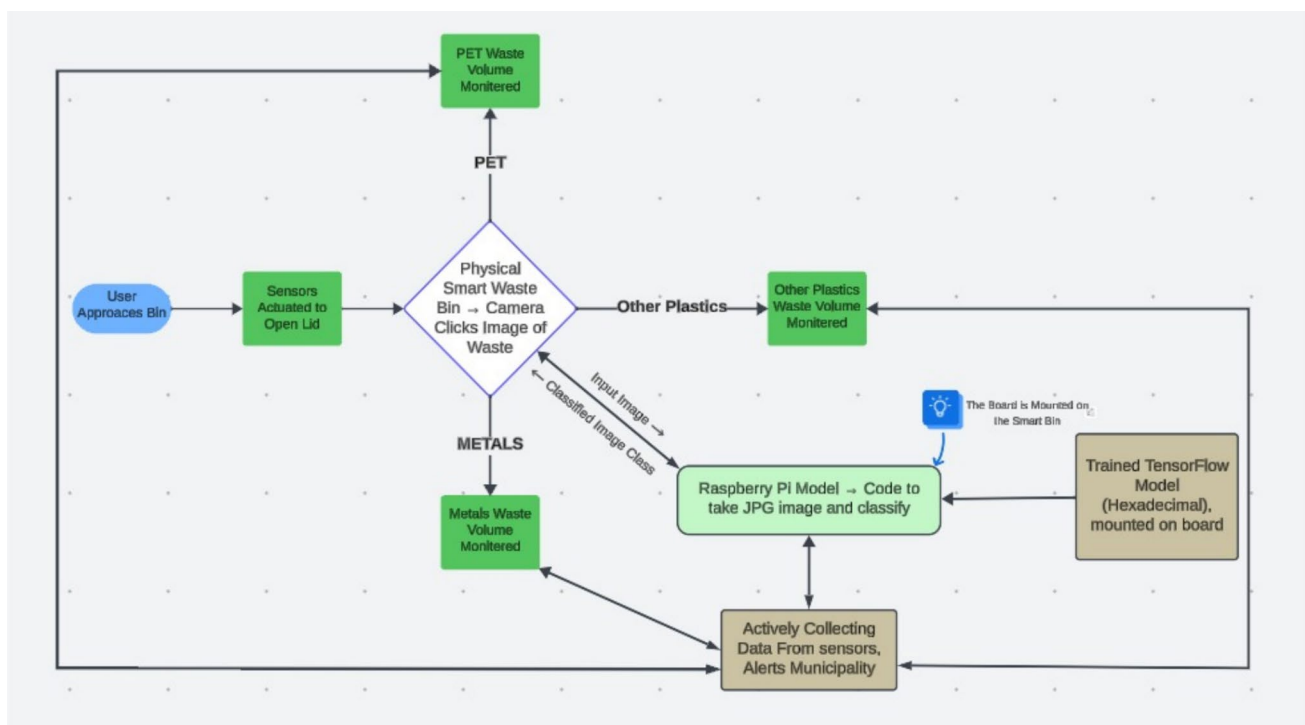 PET Waste
Volume
Monitered
PET
User
Approaces Bin
Sensors
Actuated to
Open Lid
Physical
Smart Waste
Bin → Camera
Clicks Image of
Waste
Other Plastics
Other Plastics
Waste Volume
Monitered
Input Image →
← Classified Image Class
The Board is Mounted on
the Smart Bin
METALS
Metals Waste
Volume
Monitered
Raspberry Pi Model → Code to
take JPG image and classify
Trained TensorFlow
Model
(Hexadecimal),
mounted on board
Actively Collecting
Data From sensors,
Alerts Municipality